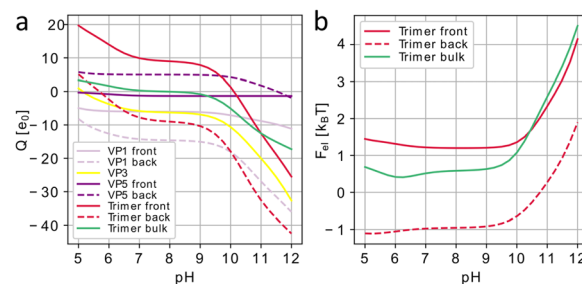 a
20
10
0
-10
-20
-30
-40
Q [e₀]
VP1 front
VP1 back
VP3
VP5 front
VP5 back
Trimer front
Trimer back
Trimer bulk
5 6 7 8 9 10 11 12
pH
b
4
3
2
1
0
-1
F_el [k_BT]
Trimer front
Trimer back
Trimer bulk
5 6 7 8 9 10 11 12
pH